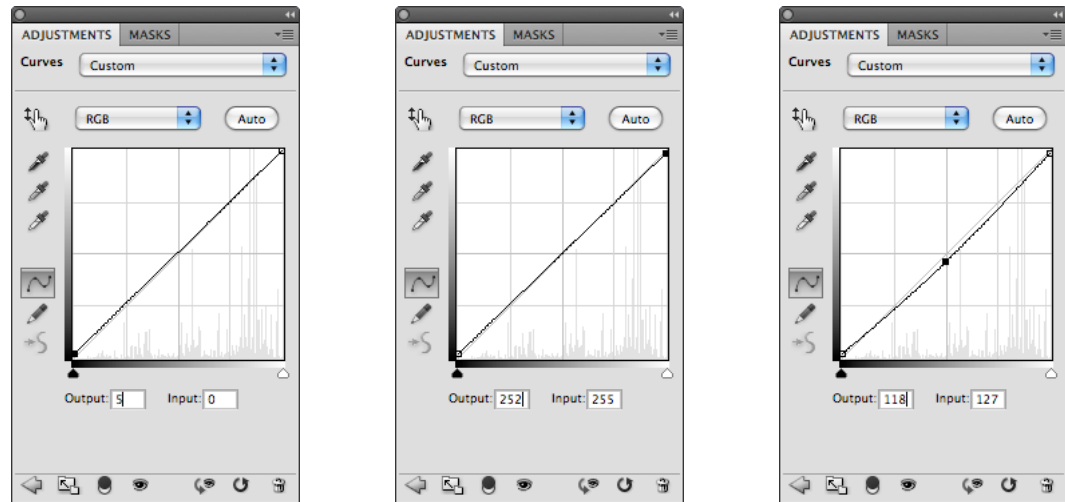 ADJUSTMENTS MASKS
Curves Custom
RGB Auto
Output: 5 Input: 0
ADJUSTMENTS MASKS
Curves Custom
RGB Auto
Output: 252 Input: 255
ADJUSTMENTS MASKS
Curves Custom
RGB Auto
Output: 118 Input: 127